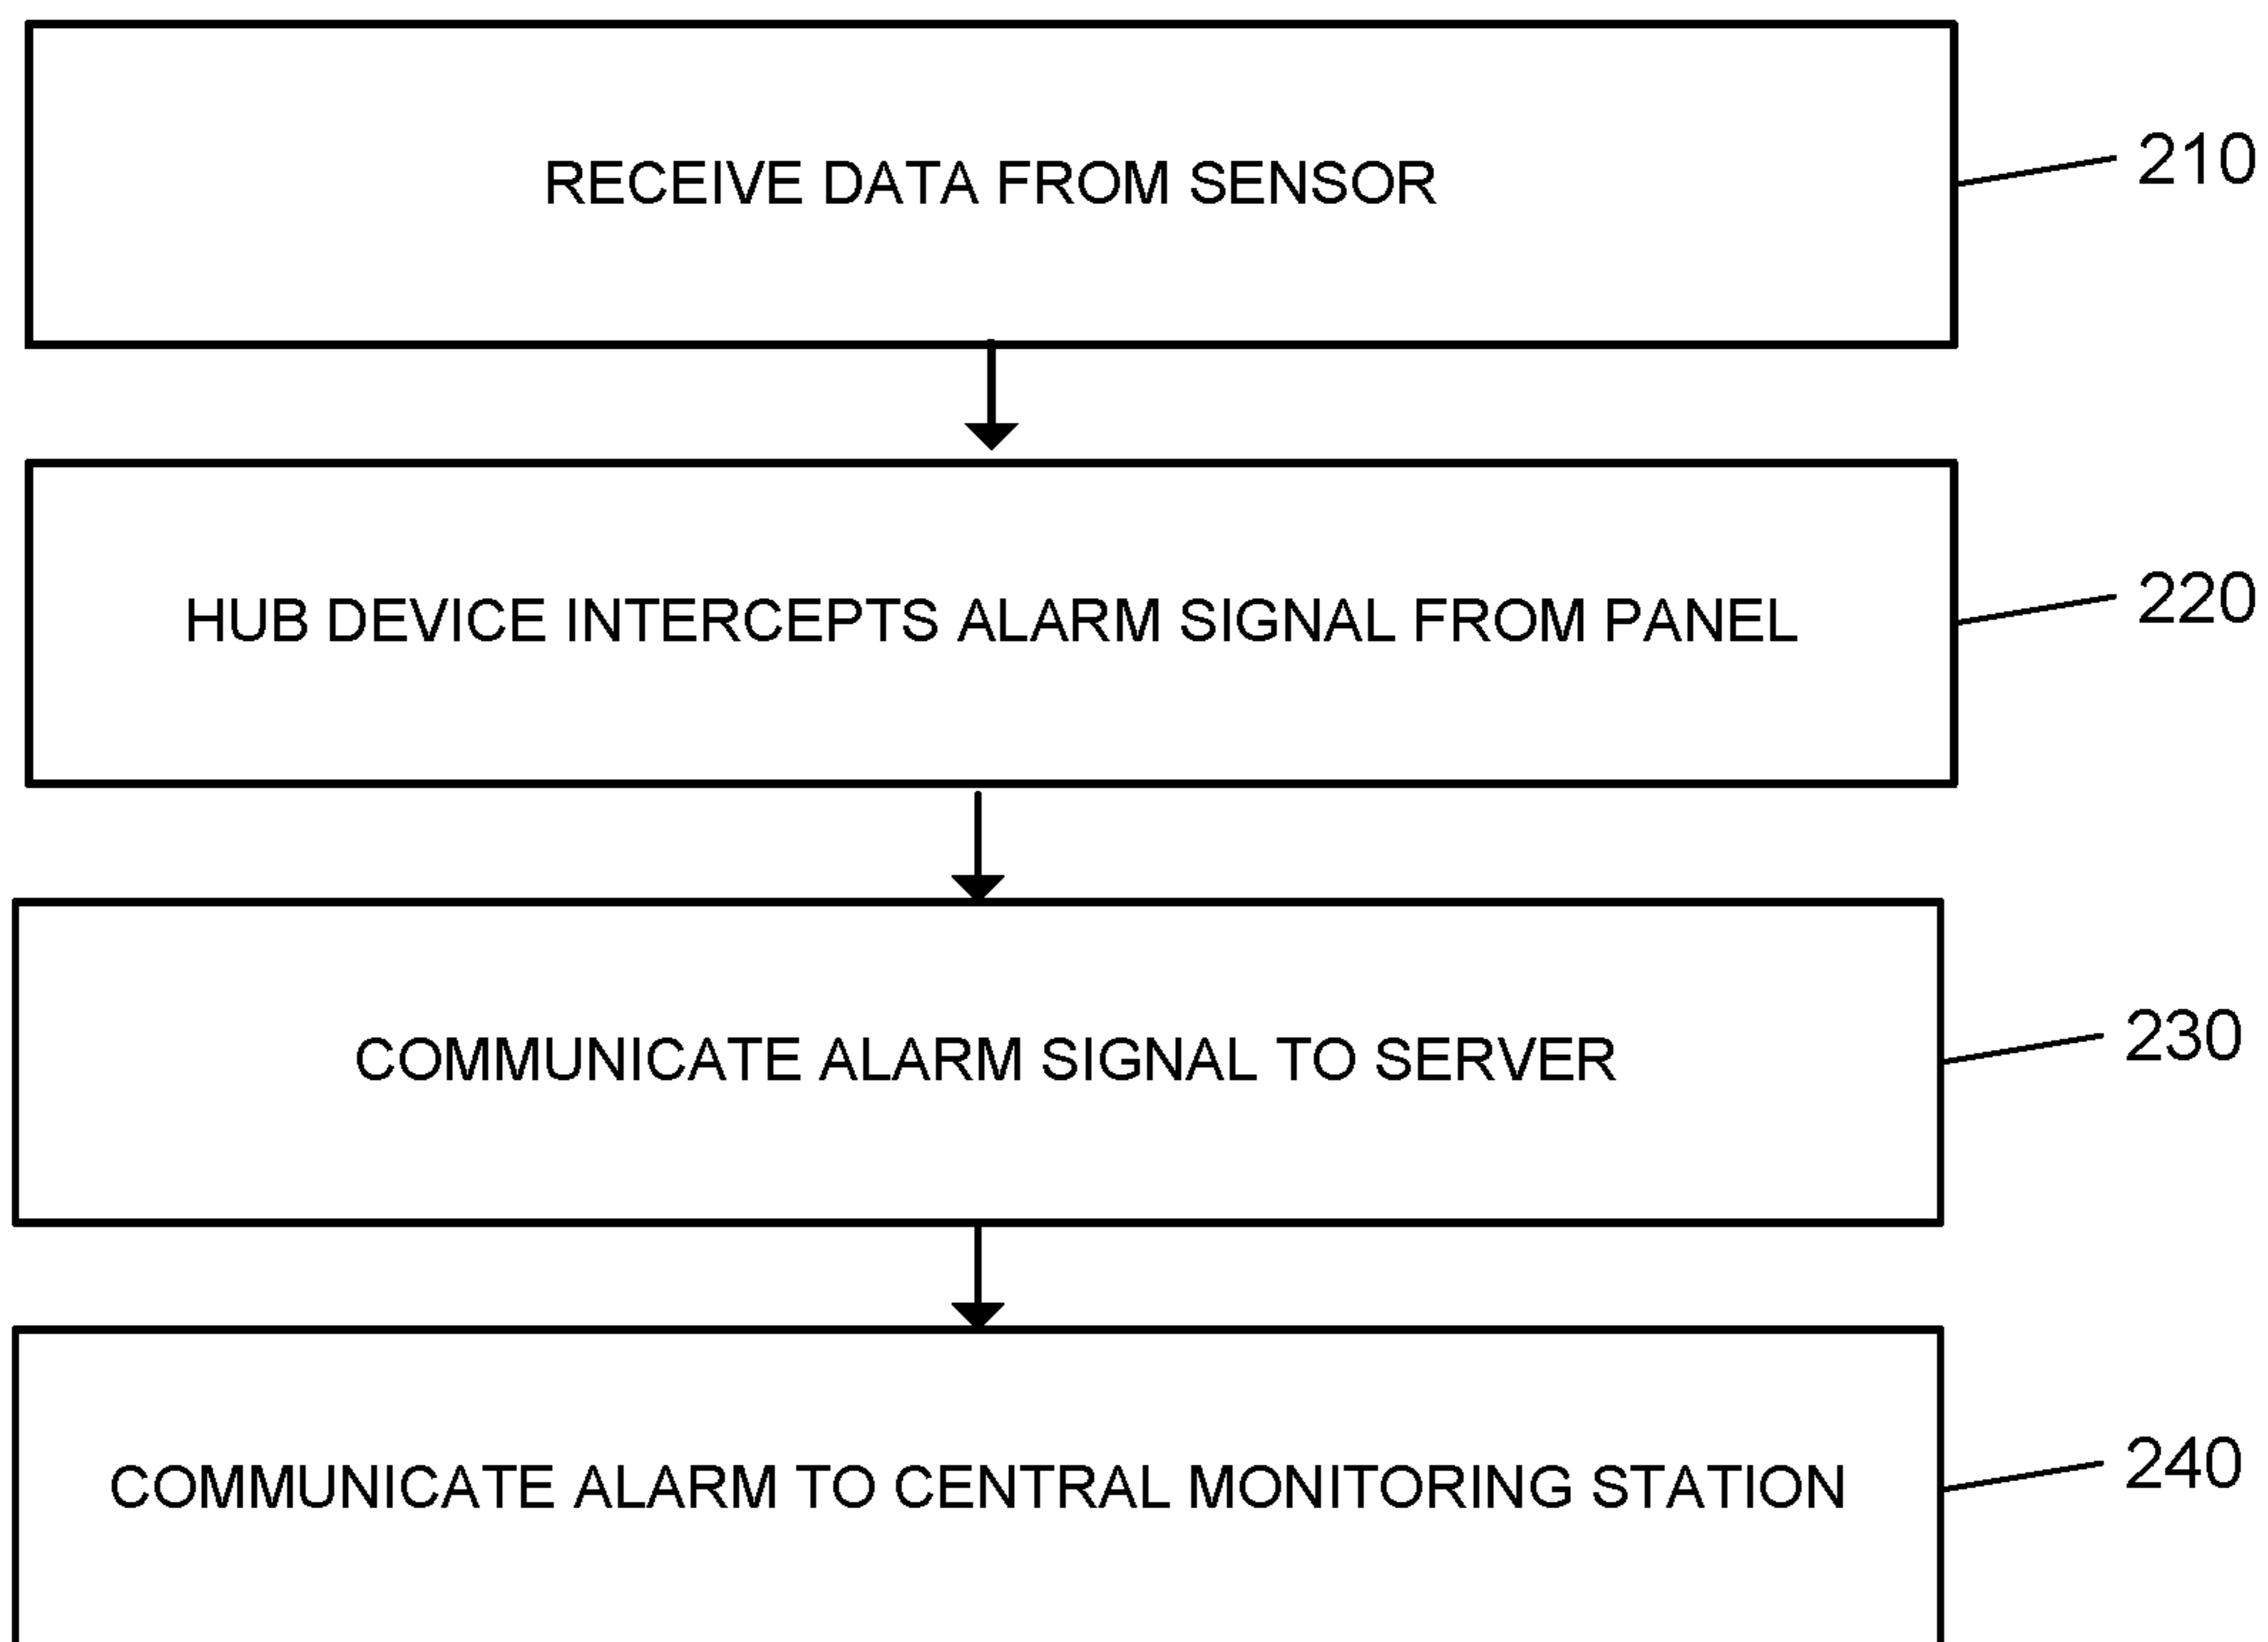 RECEIVE DATA FROM SENSOR
210
HUB DEVICE INTERCEPTS ALARM SIGNAL FROM PANEL
220
COMMUNICATE ALARM SIGNAL TO SERVER
230
COMMUNICATE ALARM TO CENTRAL MONITORING STATION
240